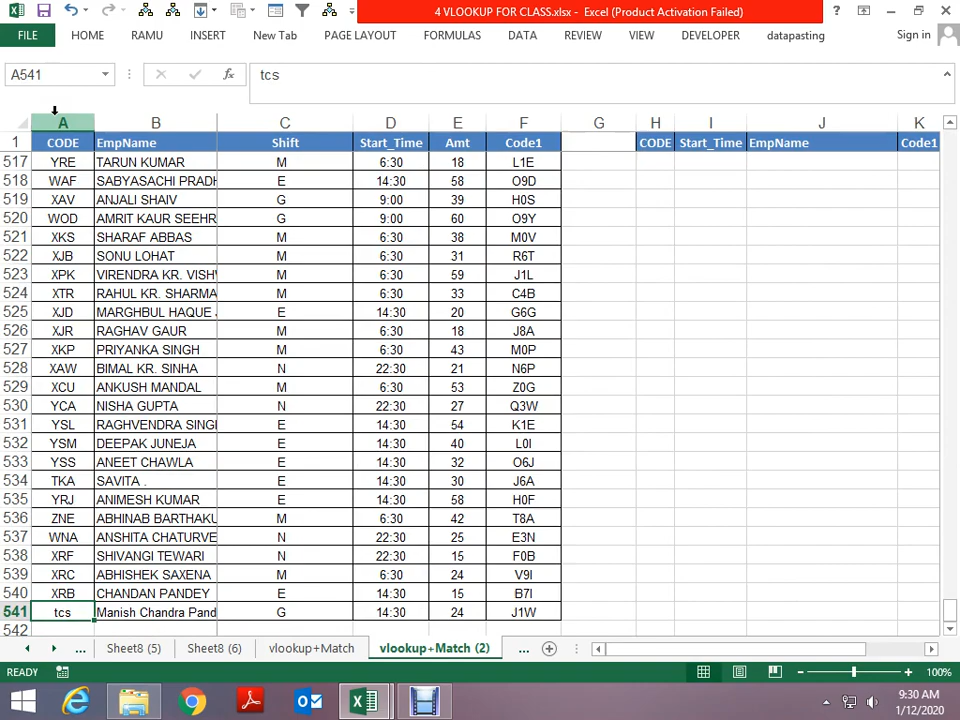 4 VLOOKUP FOR CLASS.xlsx - Excel (Product Activation Failed)
?
FILE HOME RAMU INSERT New Tab PAGE LAYOUT FORMULAS DATA REVIEW VIEW DEVELOPER datapasting Sign in
A541 fx tcs
A B C D E F G H I J K
1 CODE EmpName Shift Start_Time Amt Code1 CODE Start_Time EmpName Code1
517 YRE TARUN KUMAR M 6:30 18 L1E
518 WAF SABYASACHI PRADH E 14:30 58 O9D
519 XAV ANJALI SHAIV G 9:00 39 H0S
520 WOD AMRIT KAUR SEEHR G 9:00 60 O9Y
521 XKS SHARAF ABBAS M 6:30 38 M0V
522 XJB SONU LOHAT M 6:30 31 R6T
523 XPK VIRENDRA KR. VISHW M 6:30 59 J1L
524 XTR RAHUL KR. SHARMA M 6:30 33 C4B
525 XJD MARGHBUL HAQUE J E 14:30 20 G6G
526 XJR RAGHAV GAUR M 6:30 18 J8A
527 XKP PRIYANKA SINGH M 6:30 43 M0P
528 XAW BIMAL KR. SINHA N 22:30 21 N6P
529 XCU ANKUSH MANDAL M 6:30 53 Z0G
530 YCA NISHA GUPTA N 22:30 27 Q3W
531 YSL RAGHVENDRA SINGH E 14:30 54 K1E
532 YSM DEEPAK JUNEJA E 14:30 40 L0I
533 YSS ANEET CHAWLA E 14:30 32 O6J
534 TKA SAVITA . E 14:30 30 J6A
535 YRJ ANIMESH KUMAR E 14:30 58 H0F
536 ZNE ABHINAB BARTHAKU M 6:30 42 T8A
537 WNA ANSHITA CHATURVE N 22:30 25 E3N
538 XRF SHIVANGI TEWARI N 22:30 15 F0B
539 XRC ABHISHEK SAXENA M 6:30 24 V9I
540 XRB CHANDAN PANDEY E 14:30 15 B7I
541 tcs Manish Chandra Pand G 14:30 24 J1W
542
... Sheet8 (5) Sheet8 (6) vlookup+Match vlookup+Match (2) ...
READY 100%
9:30 AM
1/12/2020